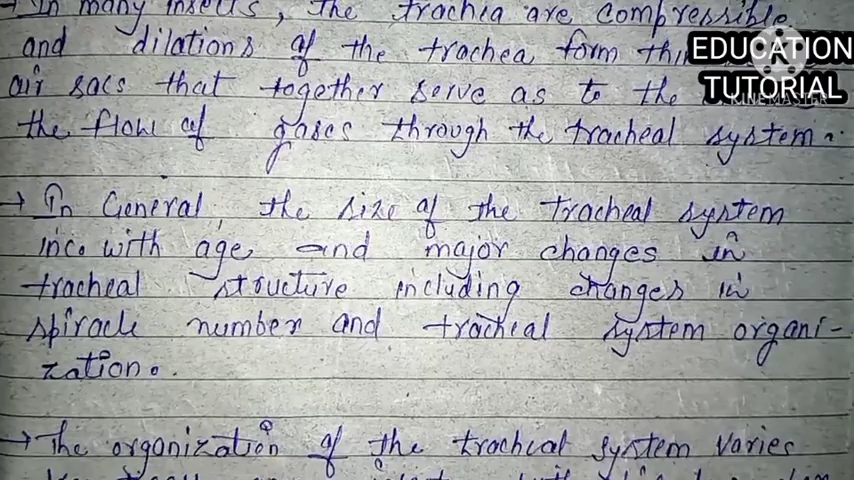 In many insects, the trachea are compressible
and dilations of the trachea form thin
EDUCATION
TUTORIAL
KINEMASTER
air sacs that together serve as to the
the flow of gases through the tracheal system.
→ In General, the size of the tracheal system
inc. with age and major changes in
tracheal structure including changes in
spiracle number and tracheal system organi-
zation.
→ The organization of the tracheal system varies